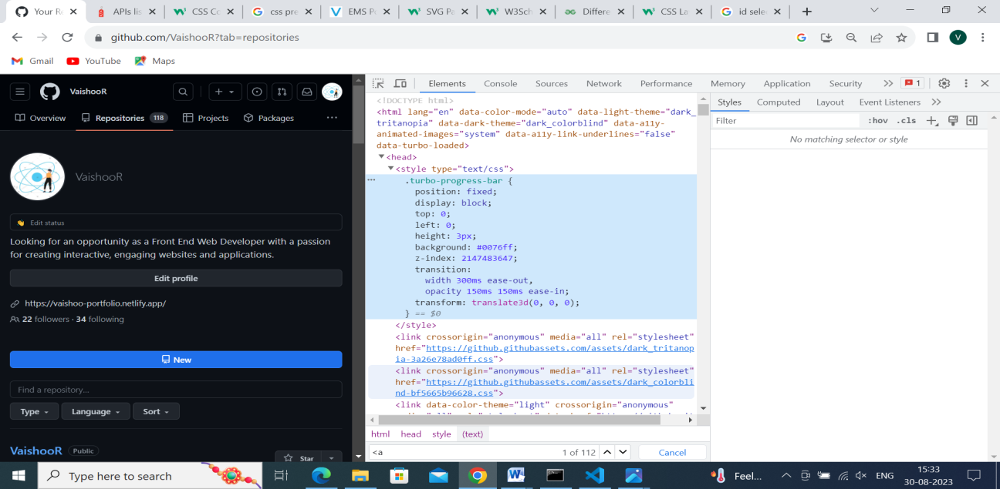 Your R
APIs lis
CSS Co
css pre
EMS P
SVG Pa
W3Sch
Differe
CSS La
id sele
github.com/VaishooR?tab=repositories
V
Gmail
YouTube
Maps
VaishooR
Overview
Repositories 118
Projects
Packages
VaishooR
Edit status
Looking for an opportunity as a Front End Web Developer with a passion
for creating interactive, engaging websites and applications.
Edit profile
https://vaishoo-portfolio.netlify.app/
22 followers · 34 following
New
Find a repository...
Type
Language
Sort
VaishooR Public
Star
Elements
Console
Sources
Network
Performance
Memory
Application
Security
1
<!DOCTYPE html>
<html lang="en" data-color-mode="auto" data-light-theme="dark_
tritanopia" data-dark-theme="dark_colorblind" data-a11y-
animated-images="system" data-a11y-link-underlines="false"
data-turbo-loaded>
<head>
<style type="text/css">
.turbo-progress-bar {
position: fixed;
display: block;
top: 0;
left: 0;
height: 3px;
background: #0076ff;
z-index: 2147483647;
transition:
width 300ms ease-out,
opacity 150ms 150ms ease-in;
transform: translate3d(0, 0, 0);
} == $0
</style>
<link crossorigin="anonymous" media="all" rel="stylesheet"
href="https://github.githubassets.com/assets/dark_tritanop
ia-3a26e78ad0ff.css">
<link crossorigin="anonymous" media="all" rel="stylesheet"
href="https://github.githubassets.com/assets/dark_colorbli
nd-bf5665b96628.css">
<link data-color-theme="light" crossorigin="anonymous"
html
head
style
(text)
<a
1 of 112
Cancel
Styles
Computed
Layout
Event Listeners
Filter
:hov
.cls
No matching selector or style
Type here to search
Feel...
ENG
15:33
30-08-2023